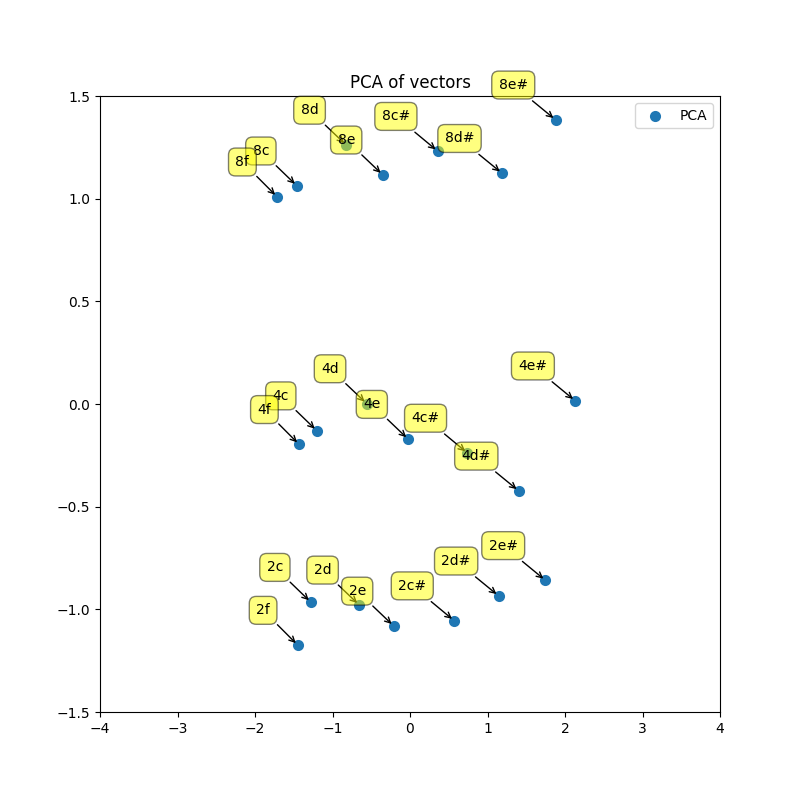 PCA of vectors
8e#
8d
8c#
PCA
8e
8d#
8c
8f
4d
4e#
4c
4f
4e
4c#
4d#
2e#
2d#
2c
2d
2e
2c#
2f
1.5
1.0
0.5
0.0
−0.5
−1.0
−1.5
−4
−3
−2
−1
0
1
2
3
4